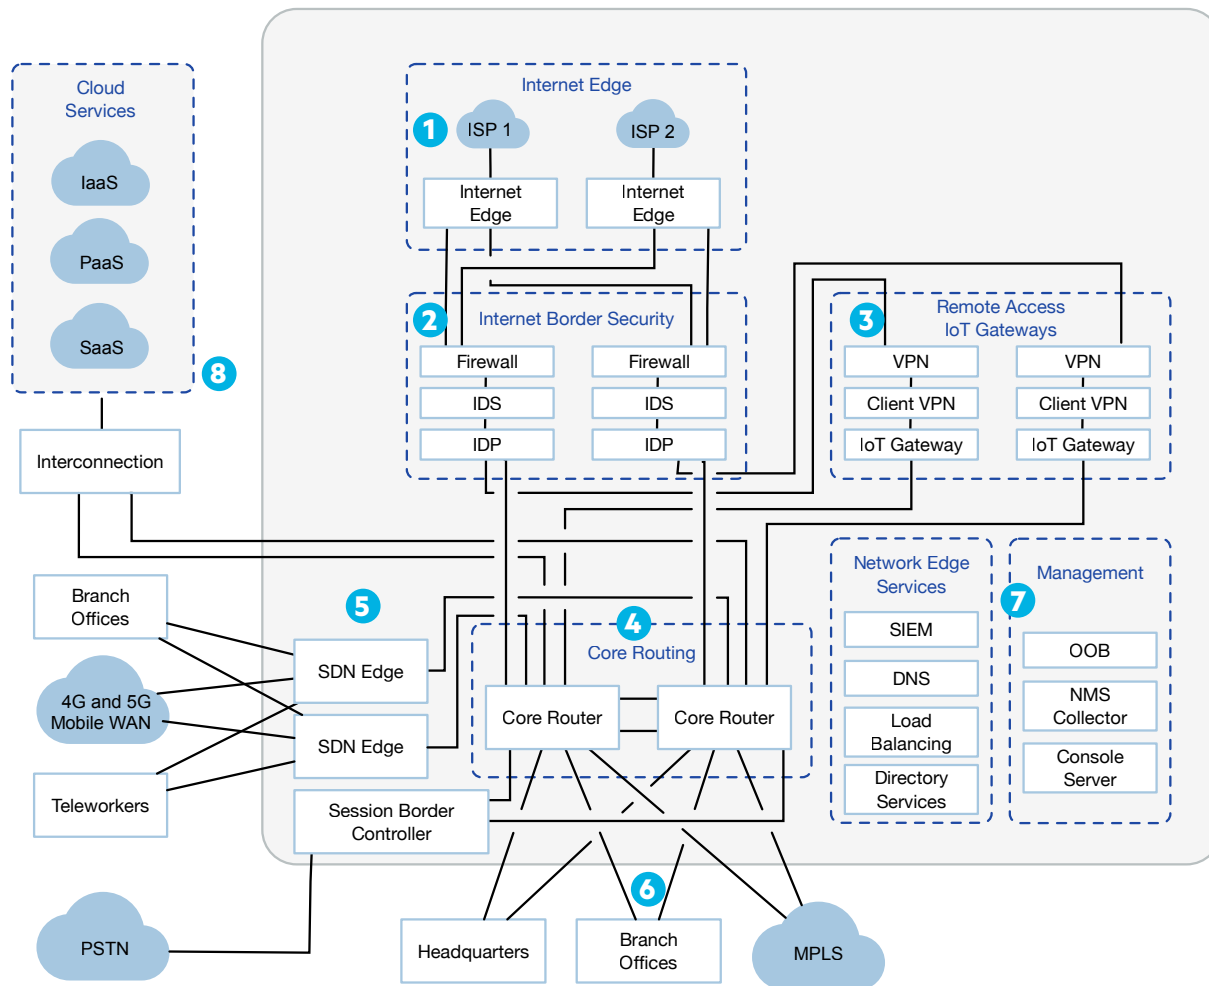 Cloud
Services
IaaS
PaaS
SaaS
8
Interconnection
Internet Edge
1
ISP 1
ISP 2
Internet
Edge
Internet
Edge
2
Internet Border Security
Firewall
IDS
IDP
Firewall
IDS
IDP
3
Remote Access
IoT Gateways
VPN
Client VPN
IoT Gateway
VPN
Client VPN
IoT Gateway
Branch
Offices
4G and 5G
Mobile WAN
Teleworkers
5
SDN Edge
SDN Edge
Session Border
Controller
4
Core Routing
Core Router
Core Router
Network Edge
Services
SIEM
DNS
Load
Balancing
Directory
Services
7
Management
OOB
NMS
Collector
Console
Server
PSTN
6
Headquarters
Branch
Offices
MPLS